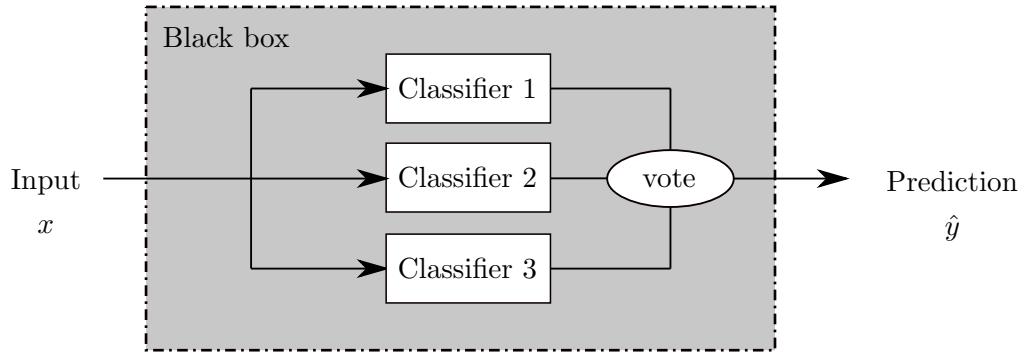 Black box
Classifier 1
Input
x
Classifier 2
vote
Prediction
ŷ
Classifier 3